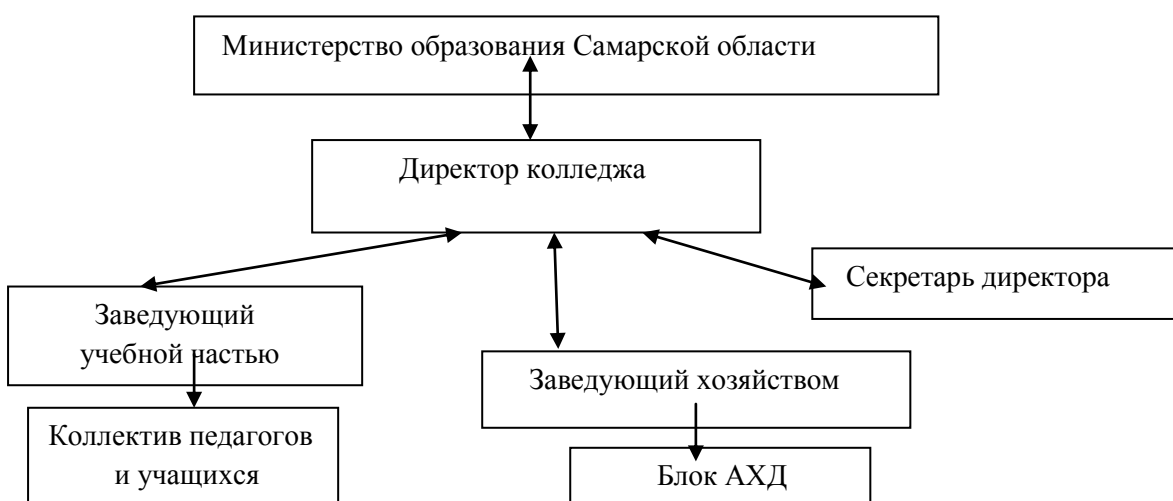 Министерство образования Самарской области
Директор колледжа
Секретарь директора
Заведующий
учебной частью
Заведующий хозяйством
Коллектив педагогов
и учащихся
Блок АХД